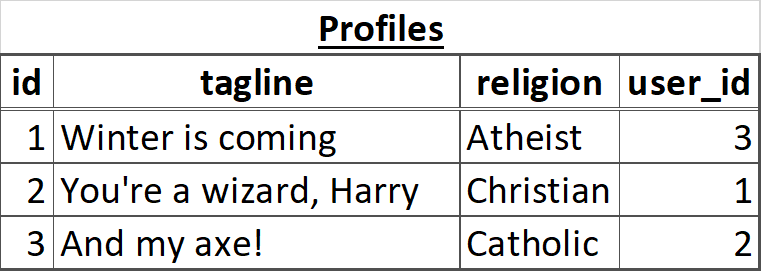 Profiles
id tagline religion user_id
1 Winter is coming Atheist 3
2 You're a wizard, Harry Christian 1
3 And my axe! Catholic 2